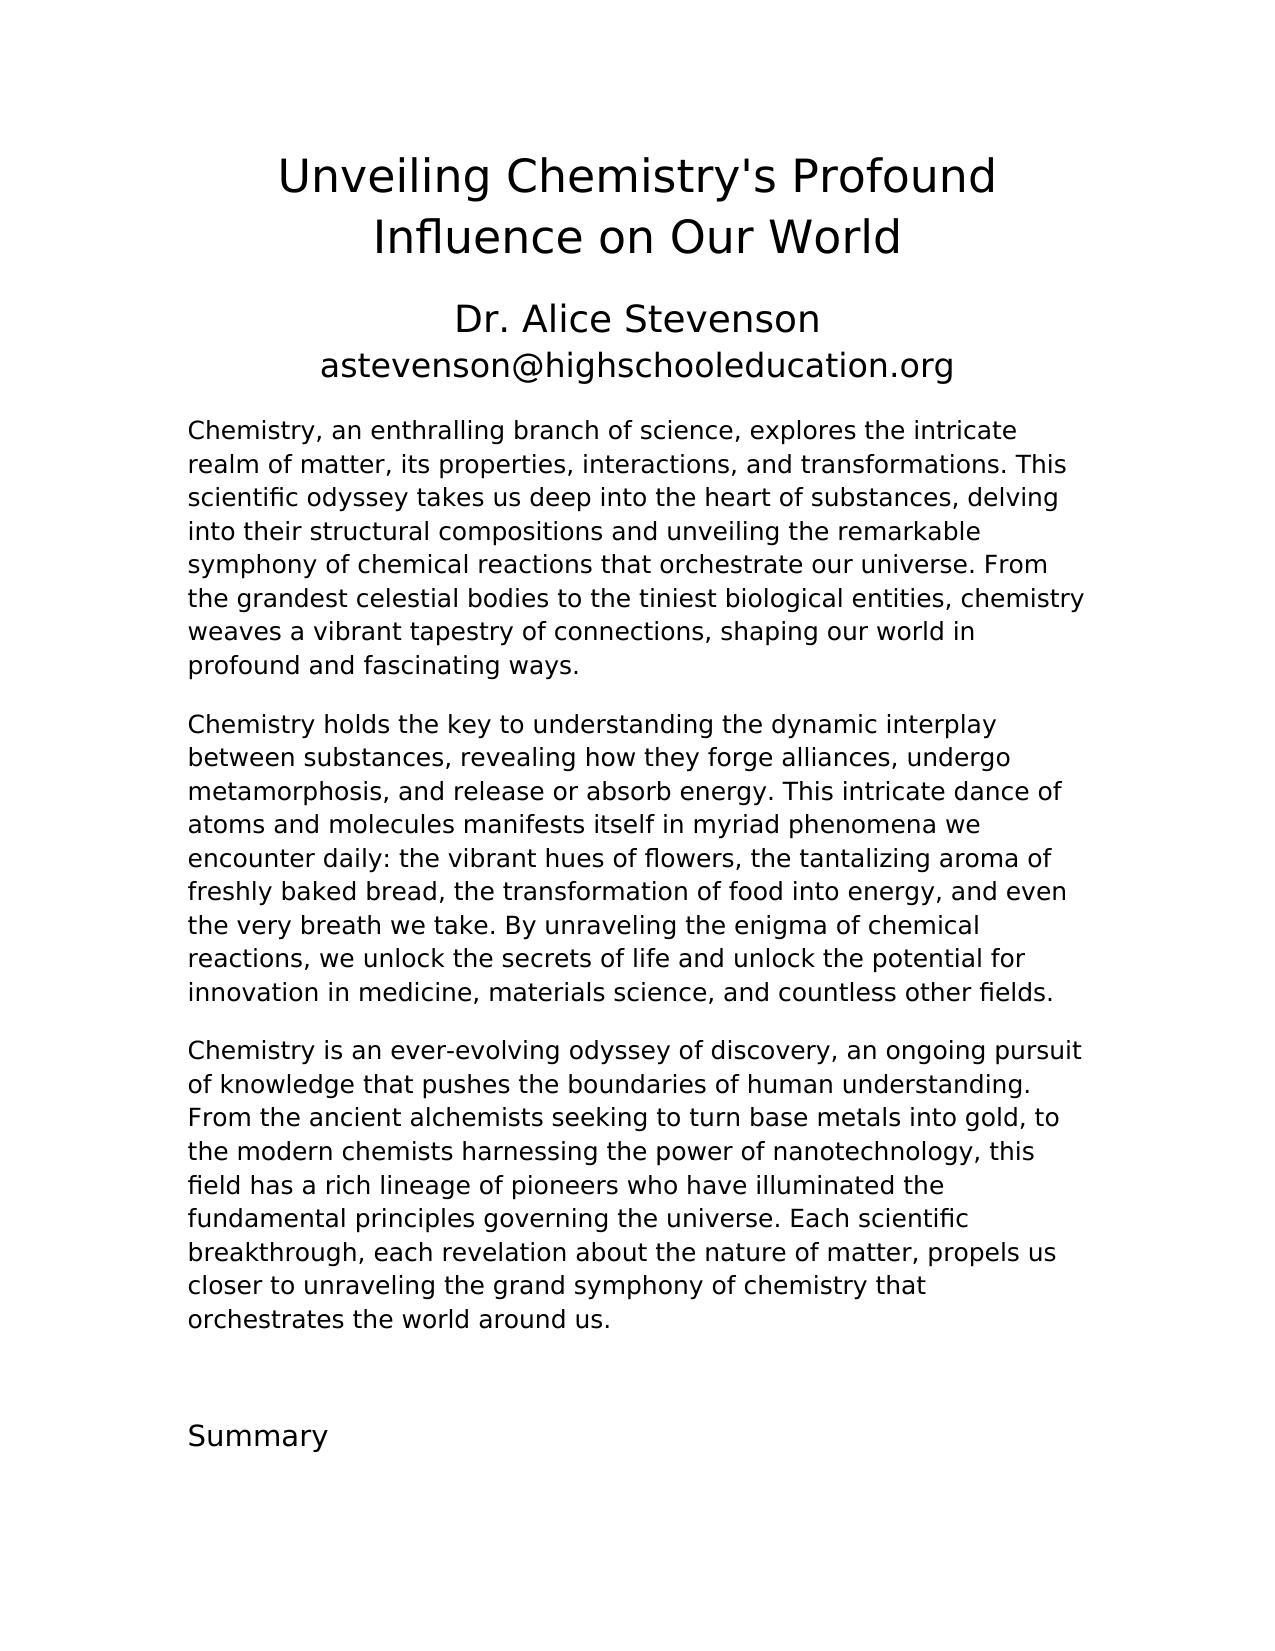 Unveiling Chemistry's Profound
Influence on Our World
Dr. Alice Stevenson
astevenson@highschooleducation.org
Chemistry, an enthralling branch of science, explores the intricate
realm of matter, its properties, interactions, and transformations. This
scientific odyssey takes us deep into the heart of substances, delving
into their structural compositions and unveiling the remarkable
symphony of chemical reactions that orchestrate our universe. From
the grandest celestial bodies to the tiniest biological entities, chemistry
weaves a vibrant tapestry of connections, shaping our world in
profound and fascinating ways.
Chemistry holds the key to understanding the dynamic interplay
between substances, revealing how they forge alliances, undergo
metamorphosis, and release or absorb energy. This intricate dance of
atoms and molecules manifests itself in myriad phenomena we
encounter daily: the vibrant hues of flowers, the tantalizing aroma of
freshly baked bread, the transformation of food into energy, and even
the very breath we take. By unraveling the enigma of chemical
reactions, we unlock the secrets of life and unlock the potential for
innovation in medicine, materials science, and countless other fields.
Chemistry is an ever-evolving odyssey of discovery, an ongoing pursuit
of knowledge that pushes the boundaries of human understanding.
From the ancient alchemists seeking to turn base metals into gold, to
the modern chemists harnessing the power of nanotechnology, this
field has a rich lineage of pioneers who have illuminated the
fundamental principles governing the universe. Each scientific
breakthrough, each revelation about the nature of matter, propels us
closer to unraveling the grand symphony of chemistry that
orchestrates the world around us.
Summary